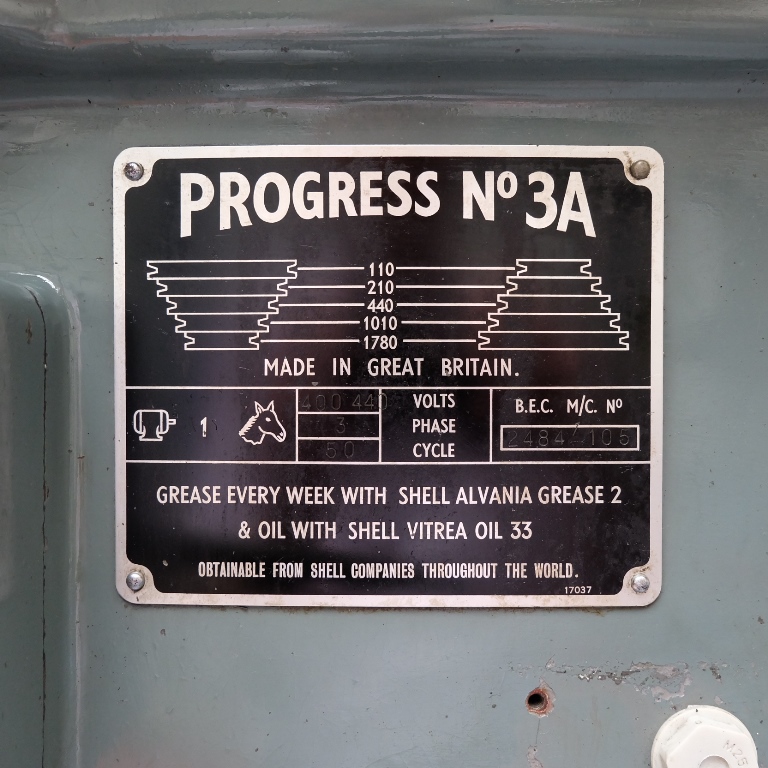 PROGRESS Nº 3A
110
210
440
1010
1780
MADE IN GREAT BRITAIN.
1
400 440 VOLTS
3 PHASE
50 CYCLE
B.E.C. M/C. Nº
2484/105
GREASE EVERY WEEK WITH SHELL ALVANIA GREASE 2
& OIL WITH SHELL VITREA OIL 33
OBTAINABLE FROM SHELL COMPANIES THROUGHOUT THE WORLD.
17037